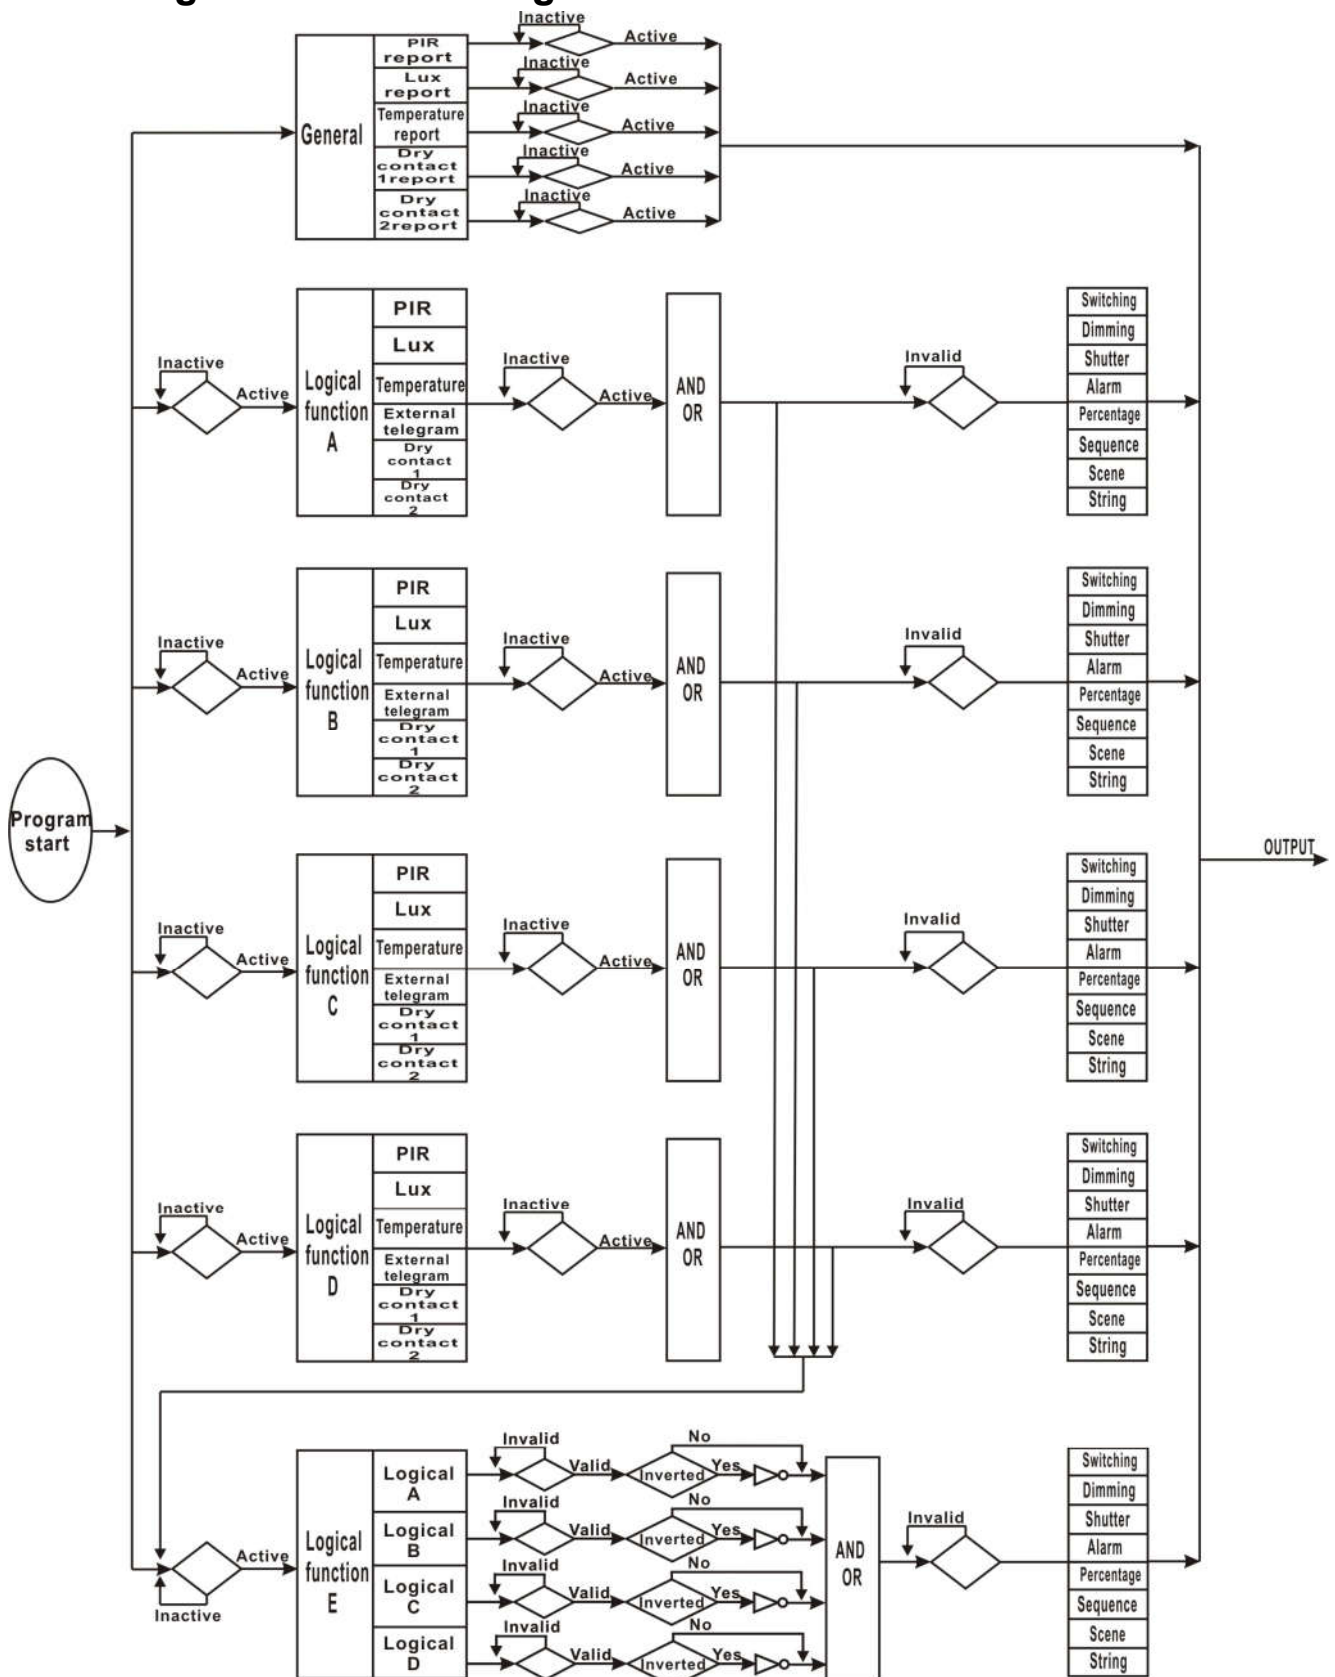 Inactive
PIR
report
Active
General
Inactive
Lux
report
Active
Inactive
Temperature
report
Active
Inactive
Dry
contact
1report
Active
Inactive
Dry
contact
2report
Active
Inactive
Active
Logical
function
A
PIR
Lux
Temperature
External
telegram
Dry
contact
1
Dry
contact
2
Inactive
Active
AND
OR
Invalid
Switching
Dimming
Shutter
Alarm
Percentage
Sequence
Scene
String
Inactive
Active
Logical
function
B
PIR
Lux
Temperature
External
telegram
Dry
contact
1
Dry
contact
2
Inactive
Active
AND
OR
Invalid
Switching
Dimming
Shutter
Alarm
Percentage
Sequence
Scene
String
Program
start
OUTPUT
Inactive
Active
Logical
function
C
PIR
Lux
Temperature
External
telegram
Dry
contact
1
Dry
contact
2
Inactive
Active
AND
OR
Invalid
Switching
Dimming
Shutter
Alarm
Percentage
Sequence
Scene
String
Inactive
Active
Logical
function
D
PIR
Lux
Temperature
External
telegram
Dry
contact
1
Dry
contact
2
Inactive
Active
AND
OR
Invalid
Switching
Dimming
Shutter
Alarm
Percentage
Sequence
Scene
String
Active
Inactive
Logical
function
E
Logical
A
Invalid
Valid
Inverted
No
Yes
Logical
B
Invalid
Valid
Inverted
No
Yes
Logical
C
Invalid
Valid
Inverted
No
Yes
Logical
D
Invalid
Valid
Inverted
No
Yes
AND
OR
Invalid
Switching
Dimming
Shutter
Alarm
Percentage
Sequence
Scene
String